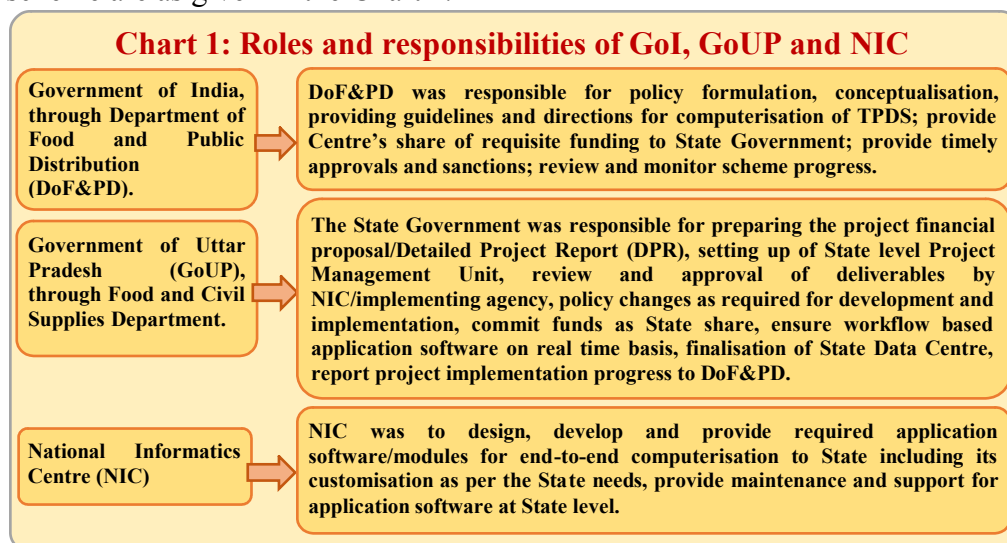 Chart 1: Roles and responsibilities of GoI, GoUP and NIC
Government of India,
through Department of
Food and Public
Distribution
(DoF&PD).
DoF&PD was responsible for policy formulation, conceptualisation,
providing guidelines and directions for computerisation of TPDS; provide
Centre's share of requisite funding to State Government; provide timely
approvals and sanctions; review and monitor scheme progress.
Government of Uttar
Pradesh (GoUP),
through Food and Civil
Supplies Department.
The State Government was responsible for preparing the project financial
proposal/Detailed Project Report (DPR), setting up of State level Project
Management Unit, review and approval of deliverables by
NIC/implementing agency, policy changes as required for development and
implementation, commit funds as State share, ensure workflow based
application software on real time basis, finalisation of State Data Centre,
report project implementation progress to DoF&PD.
National Informatics
Centre (NIC)
NIC was to design, develop and provide required application
software/modules for end-to-end computerisation to State including its
customisation as per the State needs, provide maintenance and support for
application software at State level.